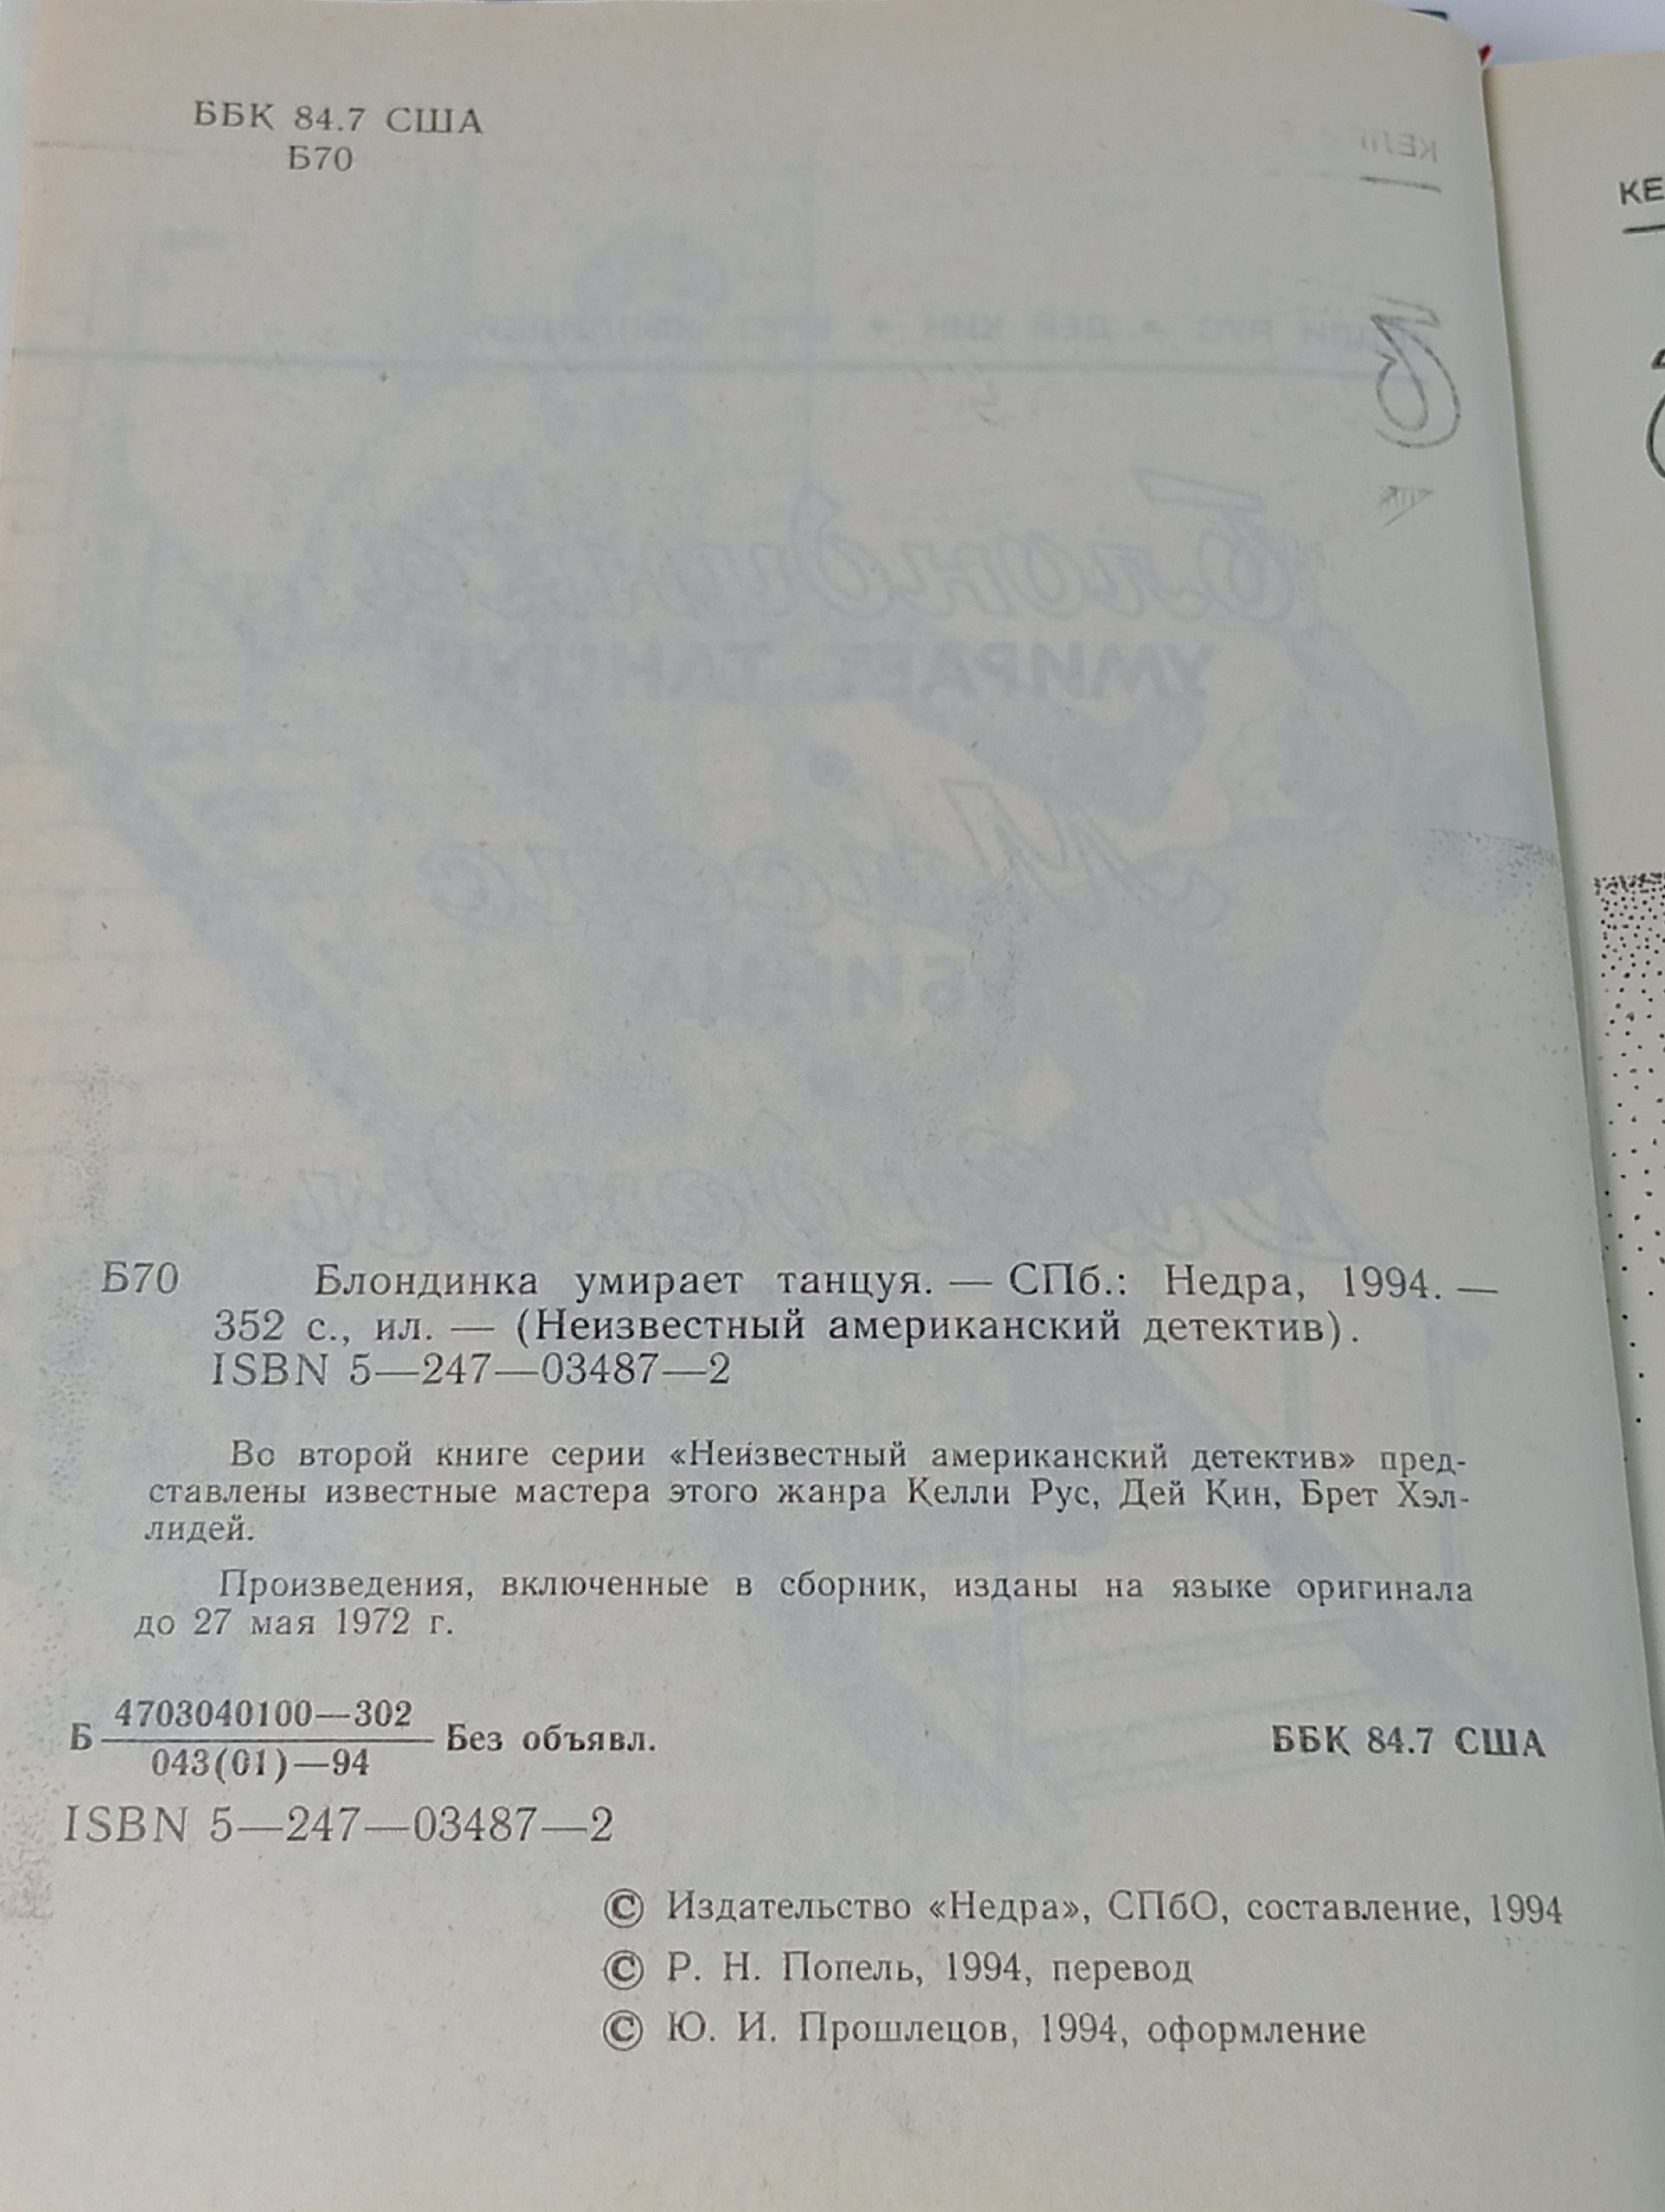 ББК 84.7 США
Б70
КЕ
Б70 Блондинка умирает танцуя. — СПб.: Недра, 1994. —
352 с., ил. — (Неизвестный американский детектив).
ISBN 5—247—03487—2
Во второй книге серии «Неизвестный американский детектив» пред-
ставлены известные мастера этого жанра Келли Рус, Дей Кин, Брет Хэл-
лидей.
Произведения, включенные в сборник, изданы на языке оригинала
до 27 мая 1972 г.
Б 4703040100—302
043(01)—94 Без объявл. ББК 84.7 США
ISBN 5—247—03487—2
© Издательство «Недра», СПбО, составление, 1994
© Р. Н. Попель, 1994, перевод
© Ю. И. Прошлецов, 1994, оформление